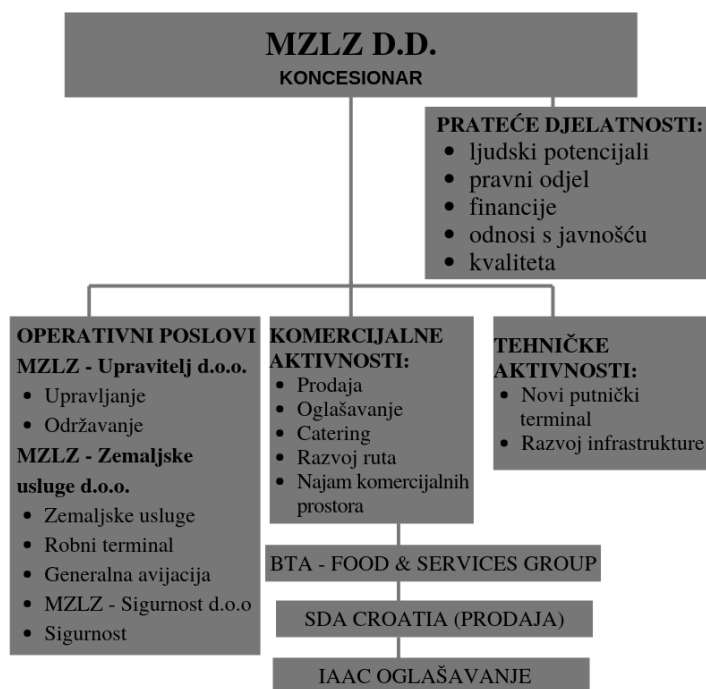 MZLZ D.D.
KONCESIONAR
PRATEĆE DJELATNOSTI:
• ljudski potencijali
• pravni odjel
• financije
• odnosi s javnošću
• kvaliteta
OPERATIVNI POSLOVI
MZLZ - Upravitelj d.o.o.
• Upravljanje
• Održavanje
MZLZ - Zemaljske
usluge d.o.o.
• Zemaljske usluge
• Robni terminal
• Generalna avijacija
• MZLZ - Sigurnost d.o.o
• Sigurnost
KOMERCIJALNE
AKTIVNOSTI:
• Prodaja
• Oglašavanje
• Catering
• Razvoj ruta
• Najam komercijalnih
prostora
TEHNIČKE
AKTIVNOSTI:
• Novi putnički
terminal
• Razvoj infrastrukture
BTA - FOOD & SERVICES GROUP
SDA CROATIA (PRODAJA)
IAAC OGLAŠAVANJE